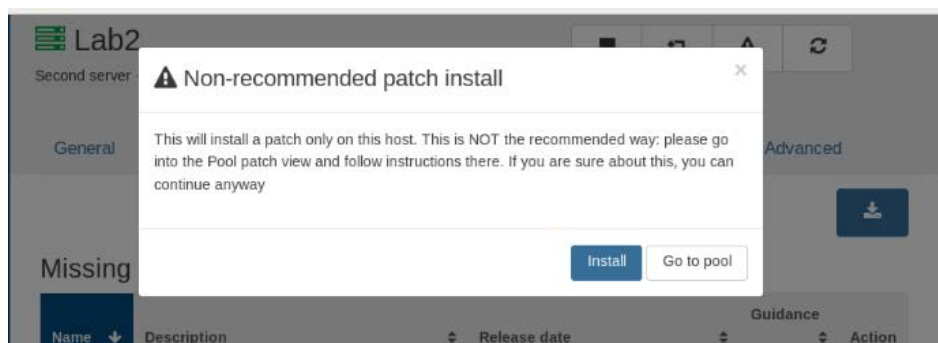 Lab2
Second server -
Non-recommended patch install
×
General
This will install a patch only on this host. This is NOT the recommended way: please go
into the Pool patch view and follow instructions there. If you are sure about this, you can
continue anyway
Advanced
Install
Go to pool
Missing
Guidance
Name
Description
Release date
Action